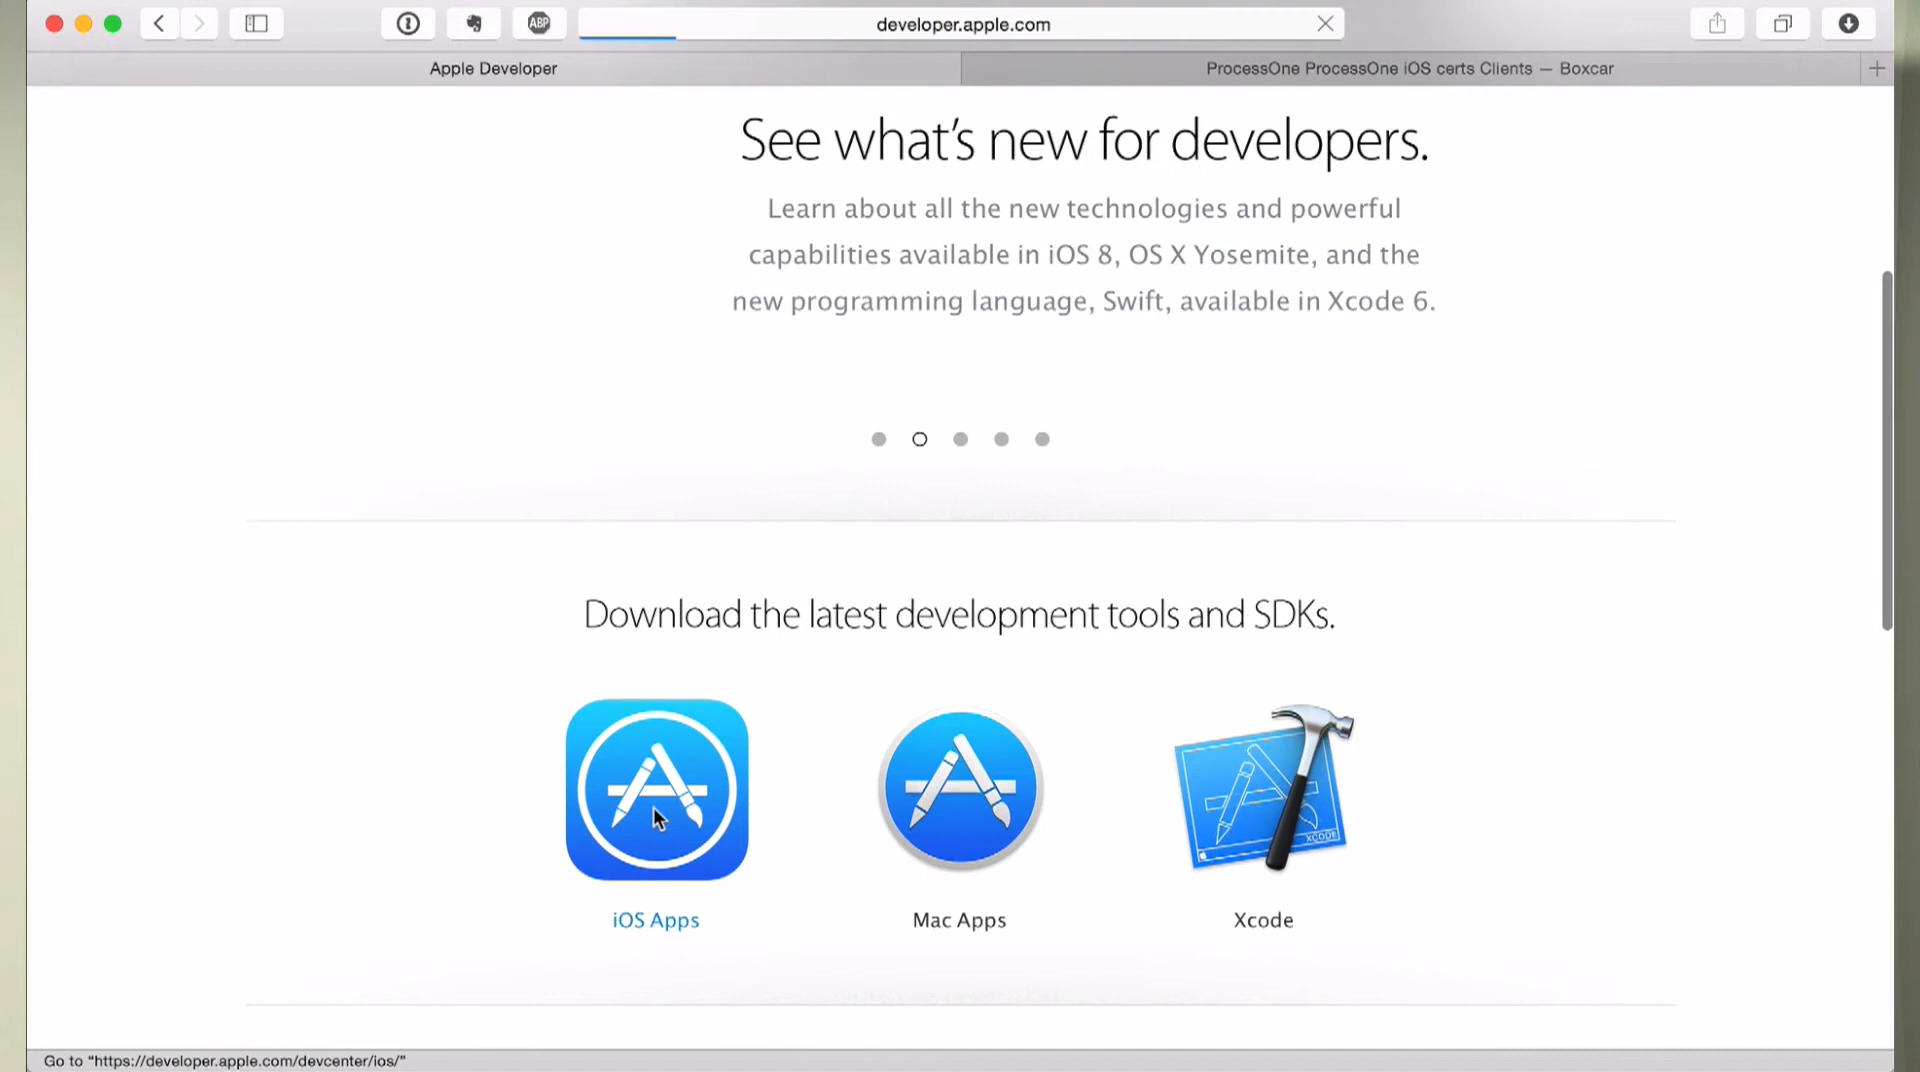 ABP
developer.apple.com
Apple Developer
ProcessOne ProcessOne iOS certs Clients — Boxcar
See what's new for developers.
Learn about all the new technologies and powerful
capabilities available in iOS 8, OS X Yosemite, and the
new programming language, Swift, available in Xcode 6.
Download the latest development tools and SDKs.
XCODE
iOS Apps
Mac Apps
Xcode
Go to “https://developer.apple.com/devcenter/ios/”